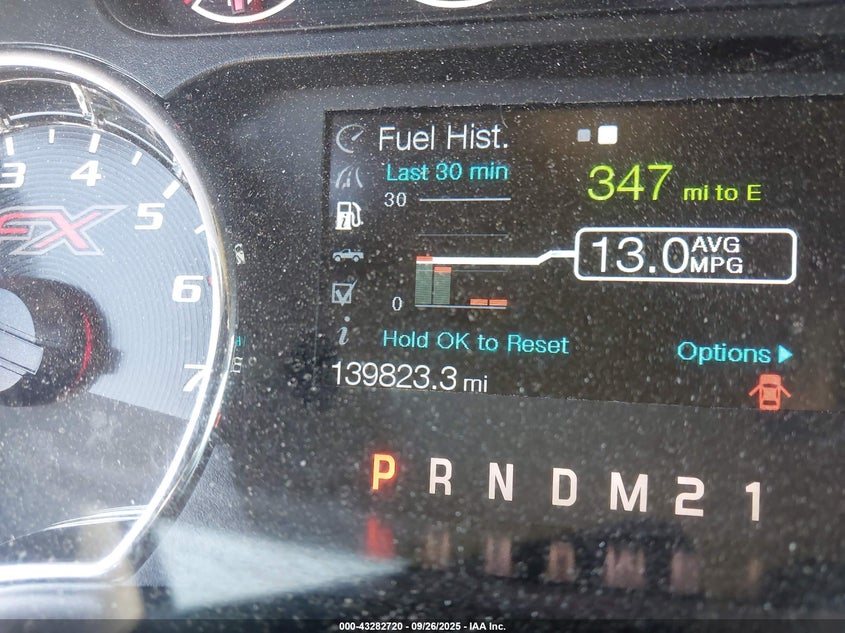 3 4 5 6 7
FX
Fuel Hist.
Last 30 min
30
0
347 mi to E
13.0 AVG MPG
Hold OK to Reset
Options
139823.3 mi
P R N D M 2 1
000-43282720 - 09/26/2025 - IAA Inc.